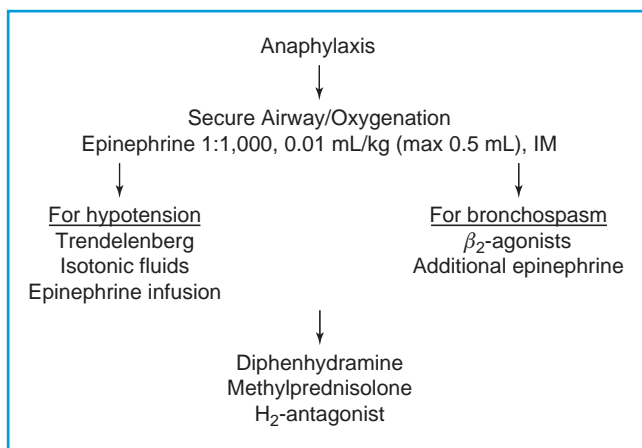 Anaphylaxis
Secure Airway/Oxygenation
Epinephrine 1:1,000, 0.01 mL/kg (max 0.5 mL), IM
For hypotension
Trendelenberg
Isotonic fluids
Epinephrine infusion
For bronchospasm
β₂-agonists
Additional epinephrine
Diphenhydramine
Methylprednisolone
H₂-antagonist